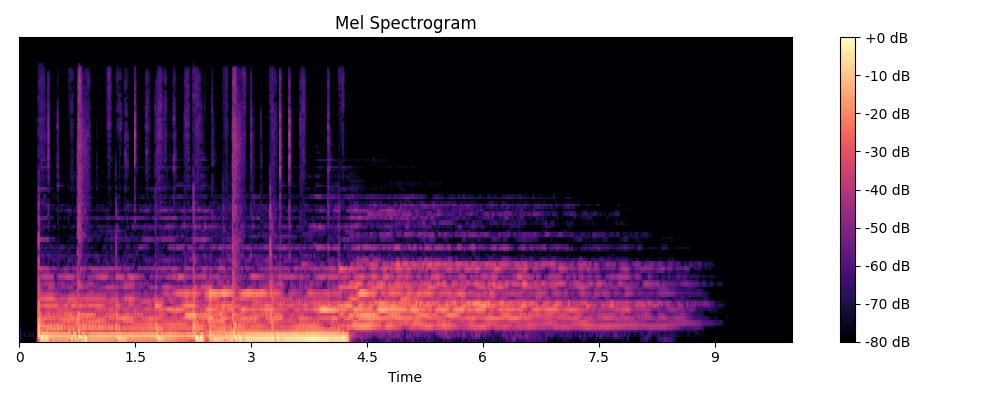 Mel Spectrogram
+0 dB
-10 dB
-20 dB
-30 dB
-40 dB
-50 dB
-60 dB
-70 dB
-80 dB
0 1.5 3 4.5 6 7.5 9
Time